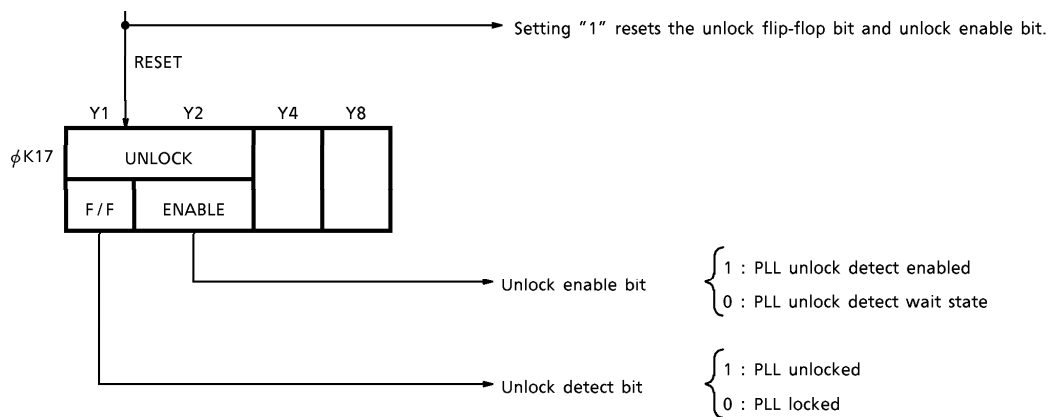 Setting "1" resets the unlock flip-flop bit and unlock enable bit.
RESET
Y1 Y2 Y4 Y8
ϕK17
UNLOCK
F/F ENABLE
Unlock enable bit
1 : PLL unlock detect enabled
0 : PLL unlock detect wait state
Unlock detect bit
1 : PLL unlocked
0 : PLL locked